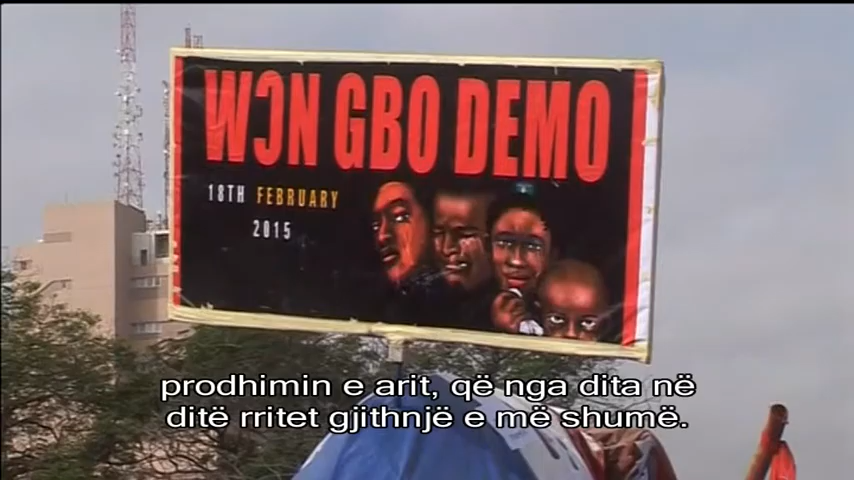 WƆN GBO DEMO
18TH FEBRUARY
2015
prodhimin e arit, që nga dita në
ditë rritet gjithnjë e më shumë.